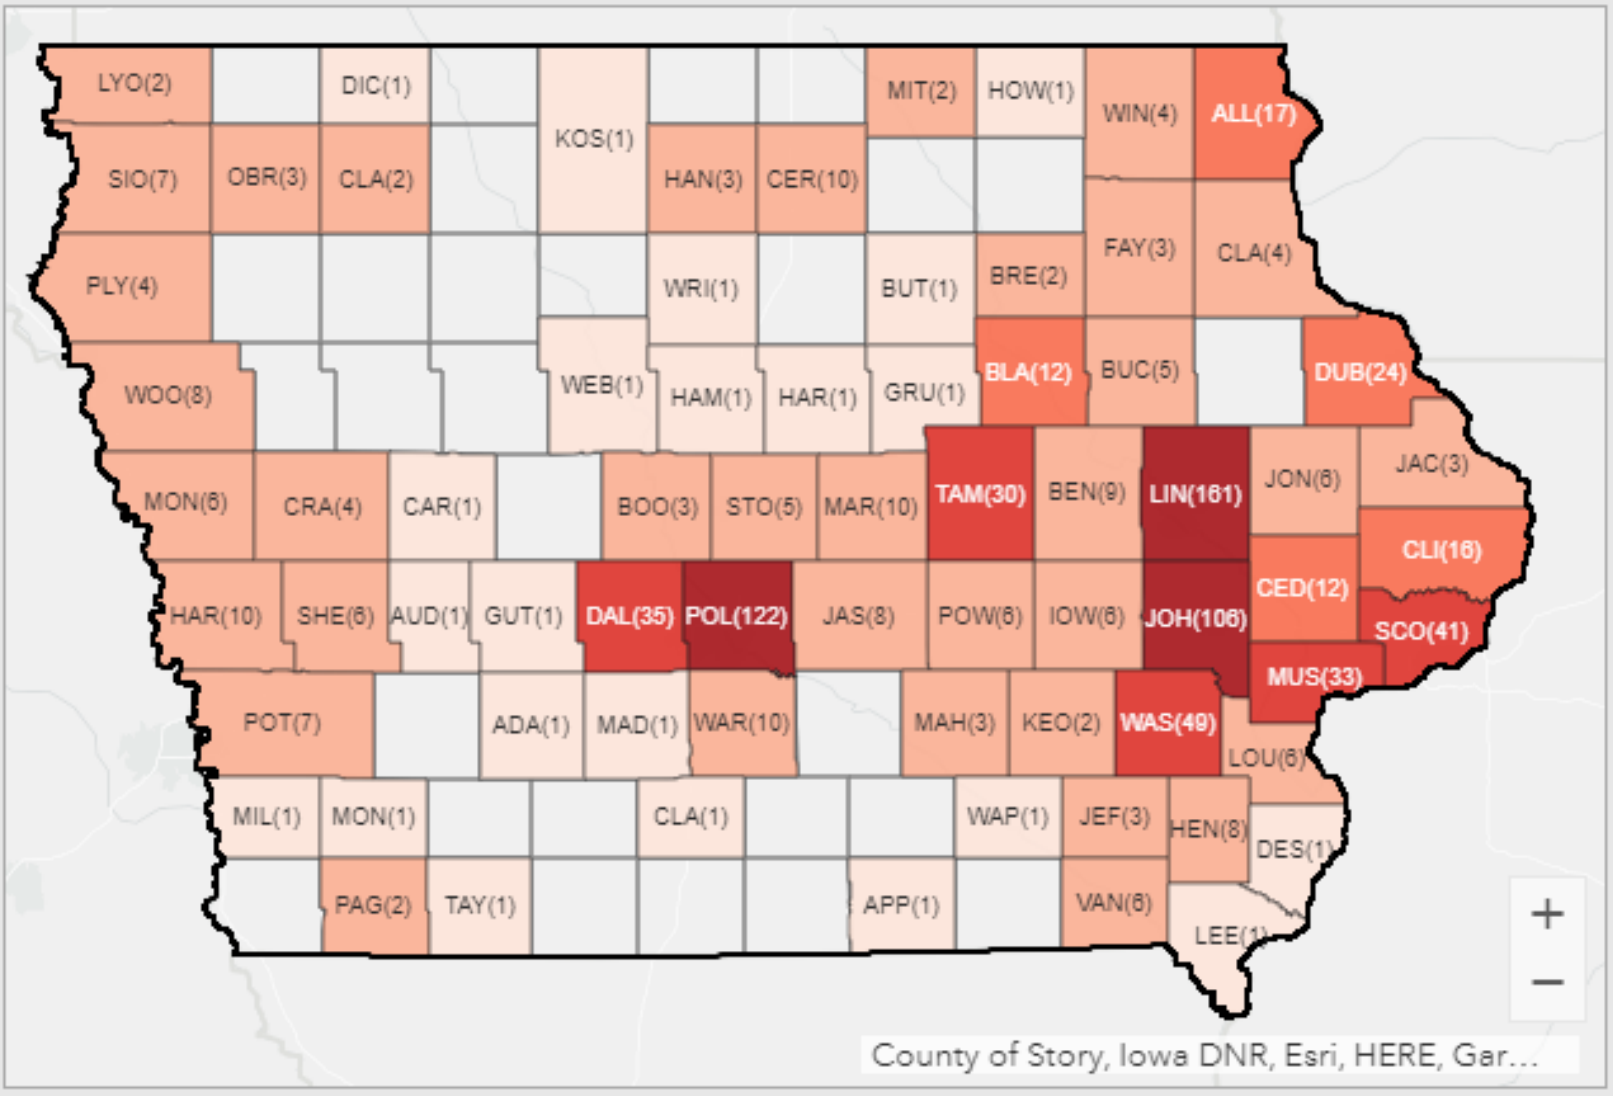 LYO(2)
DIC(1)
KOS(1)
MIT(2)
HOW(1)
WIN(4)
ALL(17)
SIO(7)
OBR(3)
CLA(2)
HAN(3)
CER(10)
PLY(4)
WRI(1)
BUT(1)
BRE(2)
FAY(3)
CLA(4)
WOO(8)
WEB(1)
HAM(1)
HAR(1)
GRU(1)
BLA(12)
BUC(5)
DUB(24)
MON(6)
CRA(4)
CAR(1)
BOO(3)
STO(5)
MAR(10)
TAM(30)
BEN(9)
LIN(161)
JON(6)
JAC(3)
CLI(16)
HAR(10)
SHE(6)
AUD(1)
GUT(1)
DAL(35)
POL(122)
JAS(8)
POW(6)
IOW(6)
JOH(106)
CED(12)
SCO(41)
MUS(33)
POT(7)
ADA(1)
MAD(1)
WAR(10)
MAH(3)
KEO(2)
WAS(49)
LOU(6)
MIL(1)
MON(1)
CLA(1)
WAP(1)
JEF(3)
HEN(8)
DES(1)
PAG(2)
TAY(1)
APP(1)
VAN(6)
LEE(1)
+
−
County of Story, Iowa DNR, Esri, HERE, Gar...